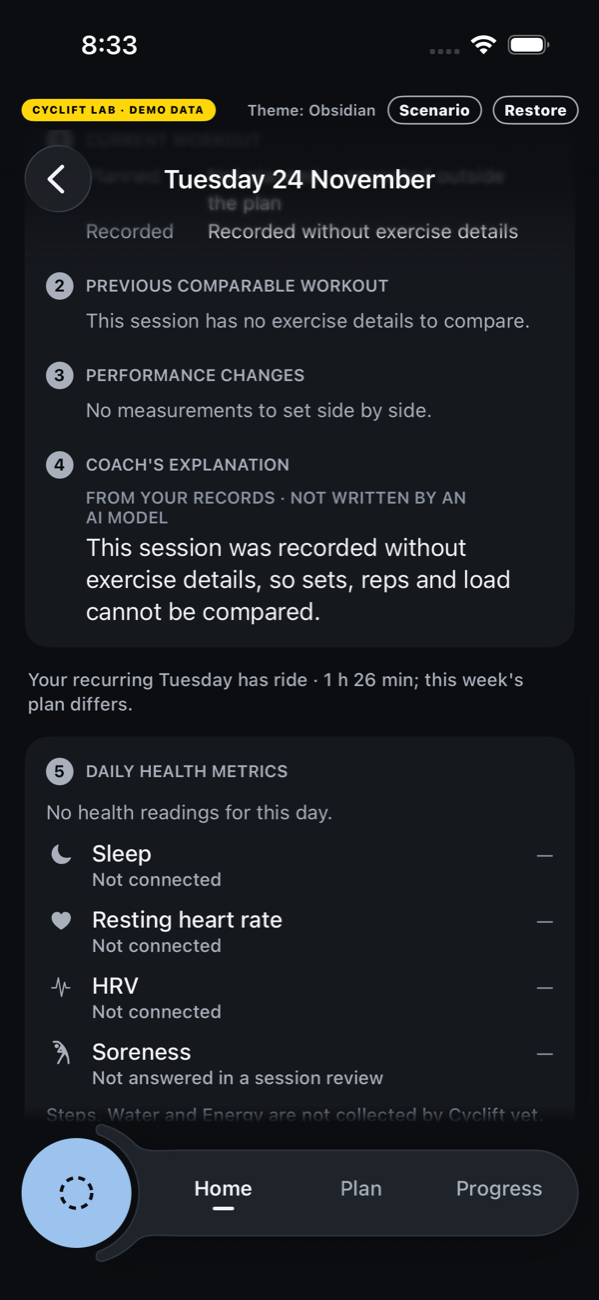 8:33
CYCLIFT LAB · DEMO DATA
Theme: Obsidian
Scenario
Restore
CURRENT WORKOUT
Tuesday 24 November
Planned
outside
the plan
Recorded
Recorded without exercise details
2
PREVIOUS COMPARABLE WORKOUT
This session has no exercise details to compare.
3
PERFORMANCE CHANGES
No measurements to set side by side.
4
COACH'S EXPLANATION
FROM YOUR RECORDS · NOT WRITTEN BY AN
AI MODEL
This session was recorded without
exercise details, so sets, reps and load
cannot be compared.
Your recurring Tuesday has ride · 1 h 26 min; this week's
plan differs.
5
DAILY HEALTH METRICS
No health readings for this day.
Sleep
—
Not connected
Resting heart rate
—
Not connected
HRV
—
Not connected
Soreness
—
Not answered in a session review
Steps, Water and Energy are not collected by Cyclift yet.
Home
Plan
Progress